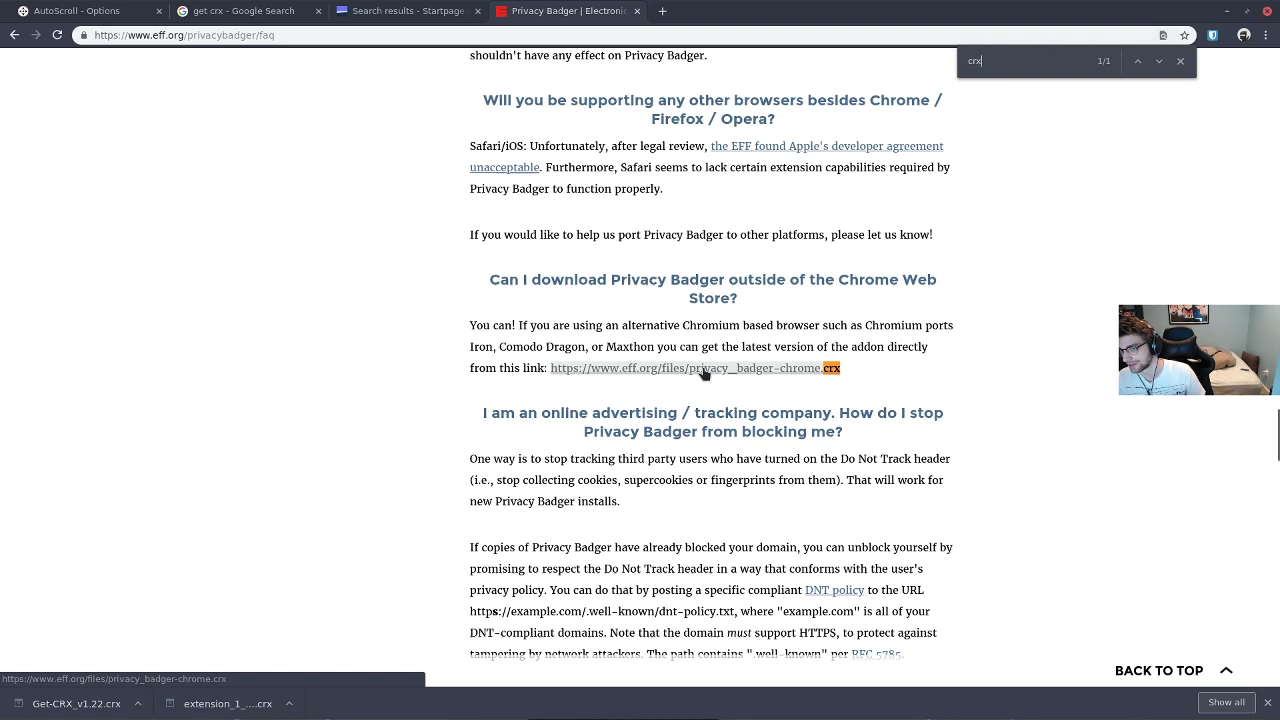 AutoScroll - Options
get crx - Google Search
Search results - Startpage
Privacy Badger | Electronic
https://www.eff.org/privacybadger/faq
crx
1/1
shouldn't have any effect on Privacy Badger.
Will you be supporting any other browsers besides Chrome /
Firefox / Opera?
Safari/iOS: Unfortunately, after legal review, the EFF found Apple's developer agreement
unacceptable. Furthermore, Safari seems to lack certain extension capabilities required by
Privacy Badger to function properly.
If you would like to help us port Privacy Badger to other platforms, please let us know!
Can I download Privacy Badger outside of the Chrome Web
Store?
You can! If you are using an alternative Chromium based browser such as Chromium ports
Iron, Comodo Dragon, or Maxthon you can get the latest version of the addon directly
from this link: https://www.eff.org/files/privacy_badger-chrome.crx
I am an online advertising / tracking company. How do I stop
Privacy Badger from blocking me?
One way is to stop tracking third party users who have turned on the Do Not Track header
(i.e., stop collecting cookies, supercookies or fingerprints from them). That will work for
new Privacy Badger installs.
If copies of Privacy Badger have already blocked your domain, you can unblock yourself by
promising to respect the Do Not Track header in a way that conforms with the user's
privacy policy. You can do that by posting a specific compliant DNT policy to the URL
https://example.com/.well-known/dnt-policy.txt, where "example.com" is all of your
DNT-compliant domains. Note that the domain must support HTTPS, to protect against
tampering by network attackers. The path contains ".well-known" per RFC 5785.
BACK TO TOP
https://www.eff.org/files/privacy_badger-chrome.crx
Get-CRX_v1.22.crx
extension_1_....crx
Show all